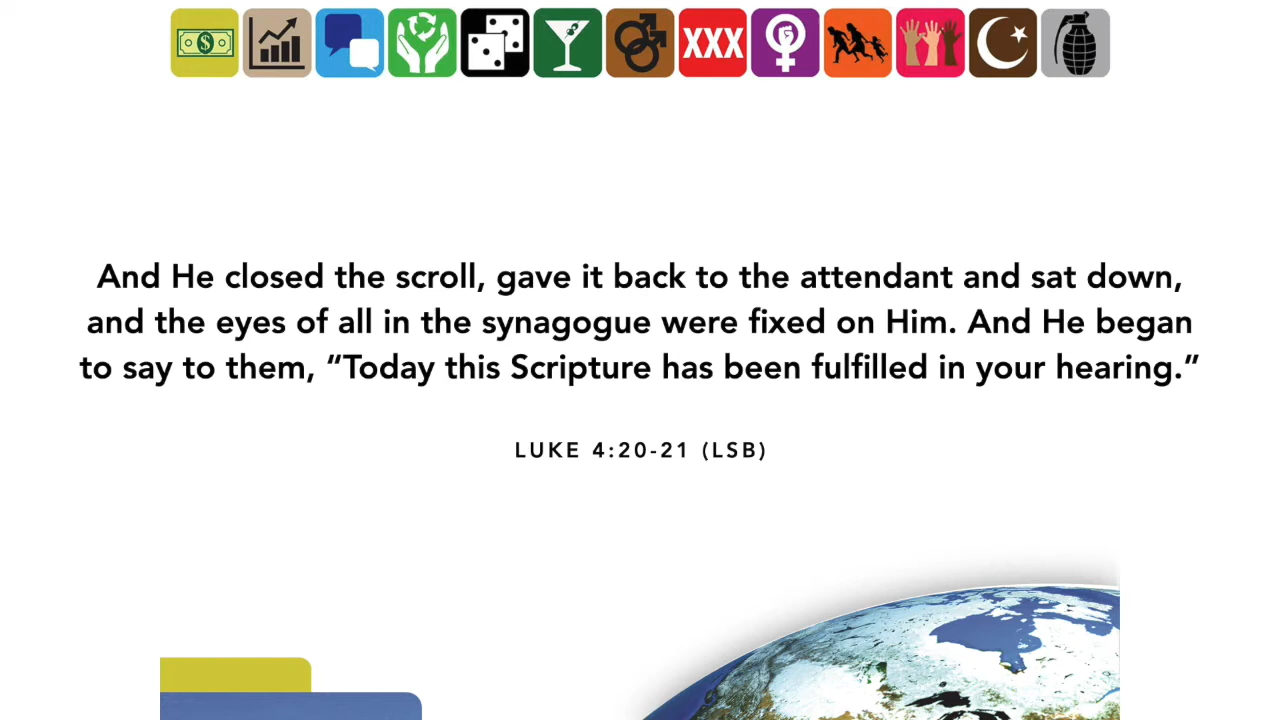 $
XXX
And He closed the scroll, gave it back to the attendant and sat down,
and the eyes of all in the synagogue were fixed on Him. And He began
to say to them, “Today this Scripture has been fulfilled in your hearing.”
LUKE 4:20-21 (LSB)